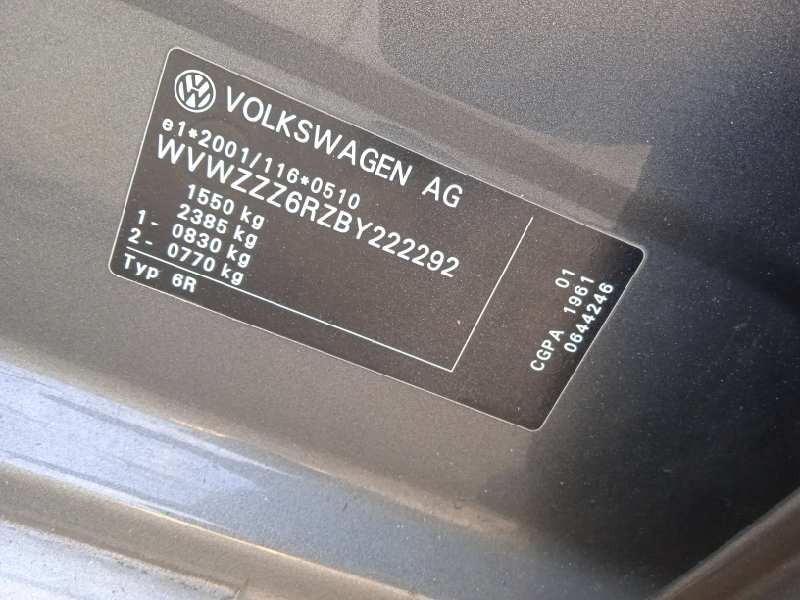 VOLKSWAGEN AG
e1*2001/116*0510
WVWZZZ6RZBY222292
1550 kg
2385 kg
1- 0830 kg
2- 0770 kg
Typ 6R
01
CGPA 1961
0644246